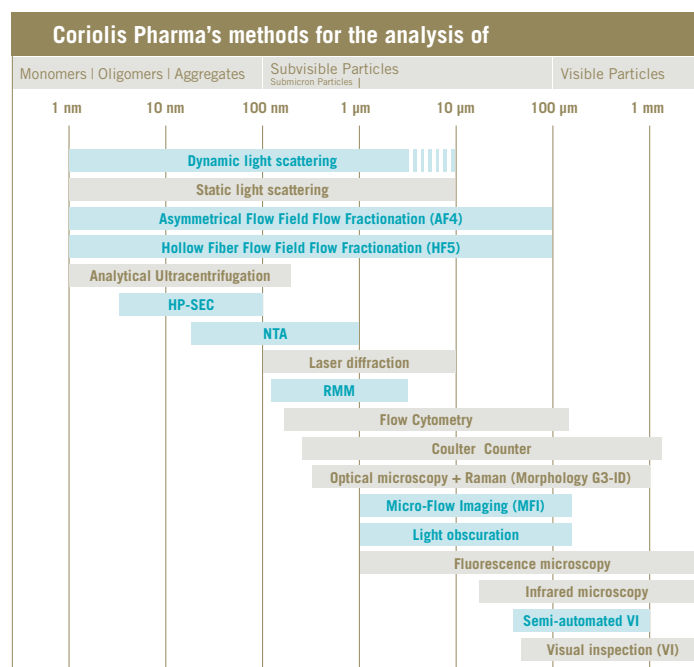 Coriolis Pharma's methods for the analysis of
Monomers | Oligomers | Aggregates
Subvisible Particles
Submicron Particles |
Visible Particles
1 nm 10 nm 100 nm 1 µm 10 µm 100 µm 1 mm
Dynamic light scattering
Static light scattering
Asymmetrical Flow Field Flow Fractionation (AF4)
Hollow Fiber Flow Field Flow Fractionation (HF5)
Analytical Ultracentrifugation
HP-SEC
NTA
Laser diffraction
RMM
Flow Cytometry
Coulter Counter
Optical microscopy + Raman (Morphology G3-ID)
Micro-Flow Imaging (MFI)
Light obscuration
Fluorescence microscopy
Infrared microscopy
Semi-automated VI
Visual inspection (VI)